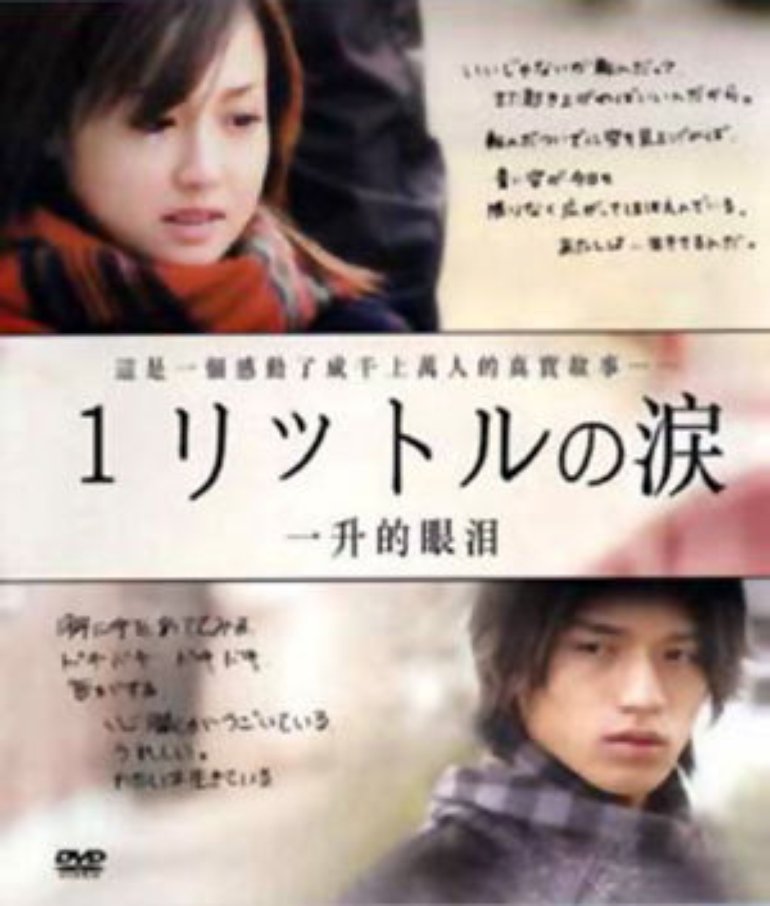 いいじゃないか 転んだって
また起き上がればいいんだから。
転んだついでに空を見上げれば、
青い空が今日も
限りなく広がってほほえんでいる。
あたしは、生きてるんだ。
這是一個感動了成千上萬人的真實故事……
1リットルの涙
一升的眼泪
胸に手をあててみる
ドキドキ ドキドキ
音がする
心臓がうごいている
うれしい。
わたしは生きている
DVD